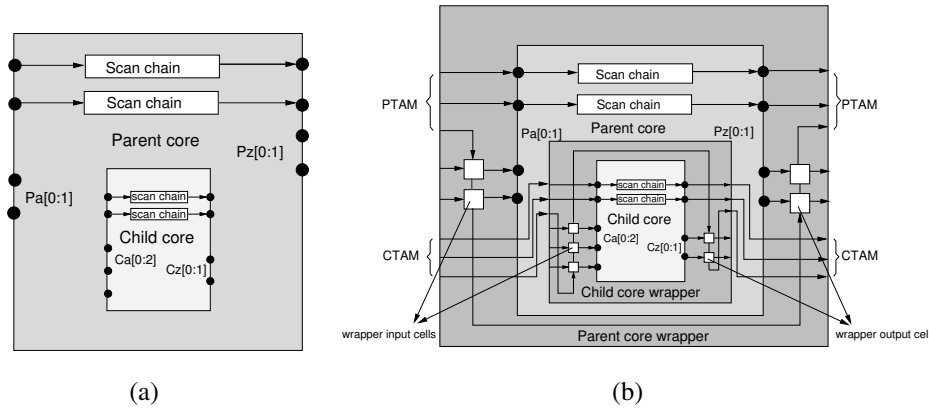 Scan chain
Scan chain
Parent core
Pz[0:1]
Pa[0:1]
scan chain
scan chain
Child core
Ca[0:2]
Cz[0:1]
(a)
Scan chain
PTAM
PTAM
Scan chain
Pa[0:1]
Parent core
Pz[0:1]
scan chain
scan chain
Child core
Ca[0:2]
Cz[0:1]
CTAM
CTAM
Child core wrapper
wrapper input cells
Parent core wrapper
wrapper output cel
(b)